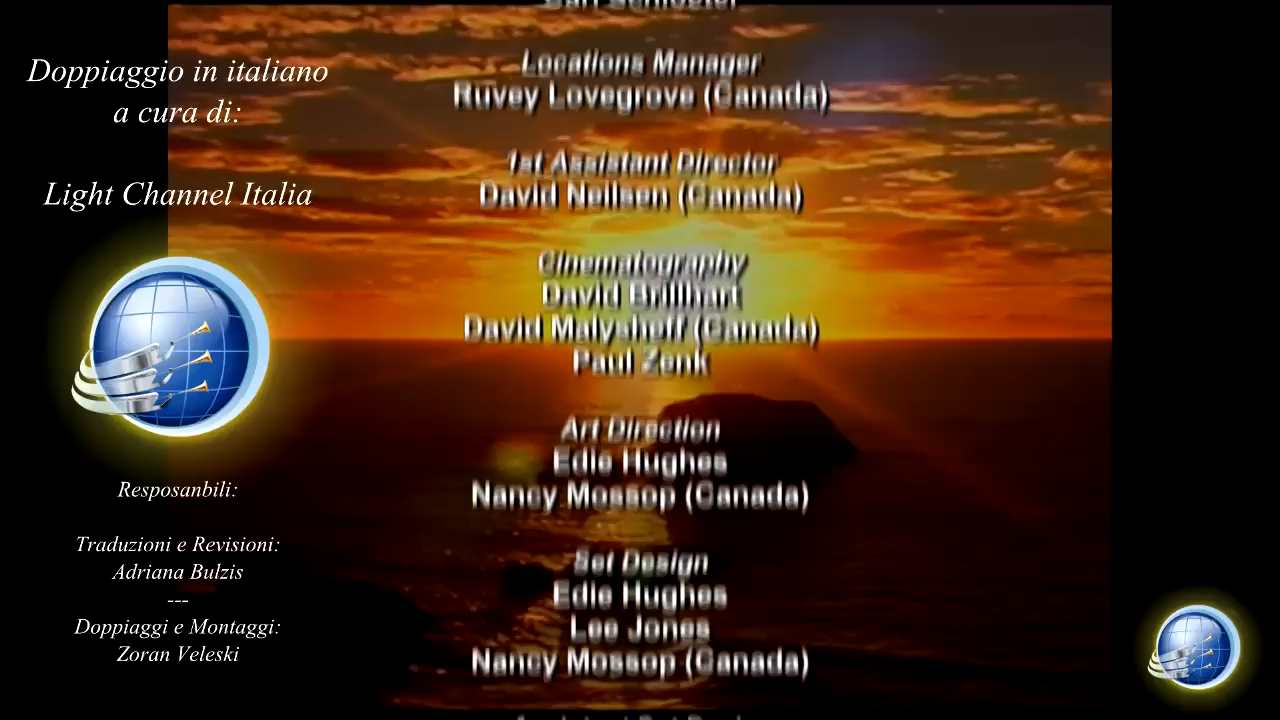 Doppiaggio in italiano
a cura di:
Light Channel Italia
Resposanbili:
Traduzioni e Revisioni:
Adriana Bulzis
---
Doppiaggi e Montaggi:
Zoran Veleski
Locations Manager
Ruvey Lovegrove (Canada)
1st Assistant Director
David Neilsen (Canada)
Cinematography
David Brillhart
David Malysheff (Canada)
Paul Zenk
Art Direction
Edie Hughes
Nancy Mossop (Canada)
Set Design
Edie Hughes
Lee Jones
Nancy Mossop (Canada)